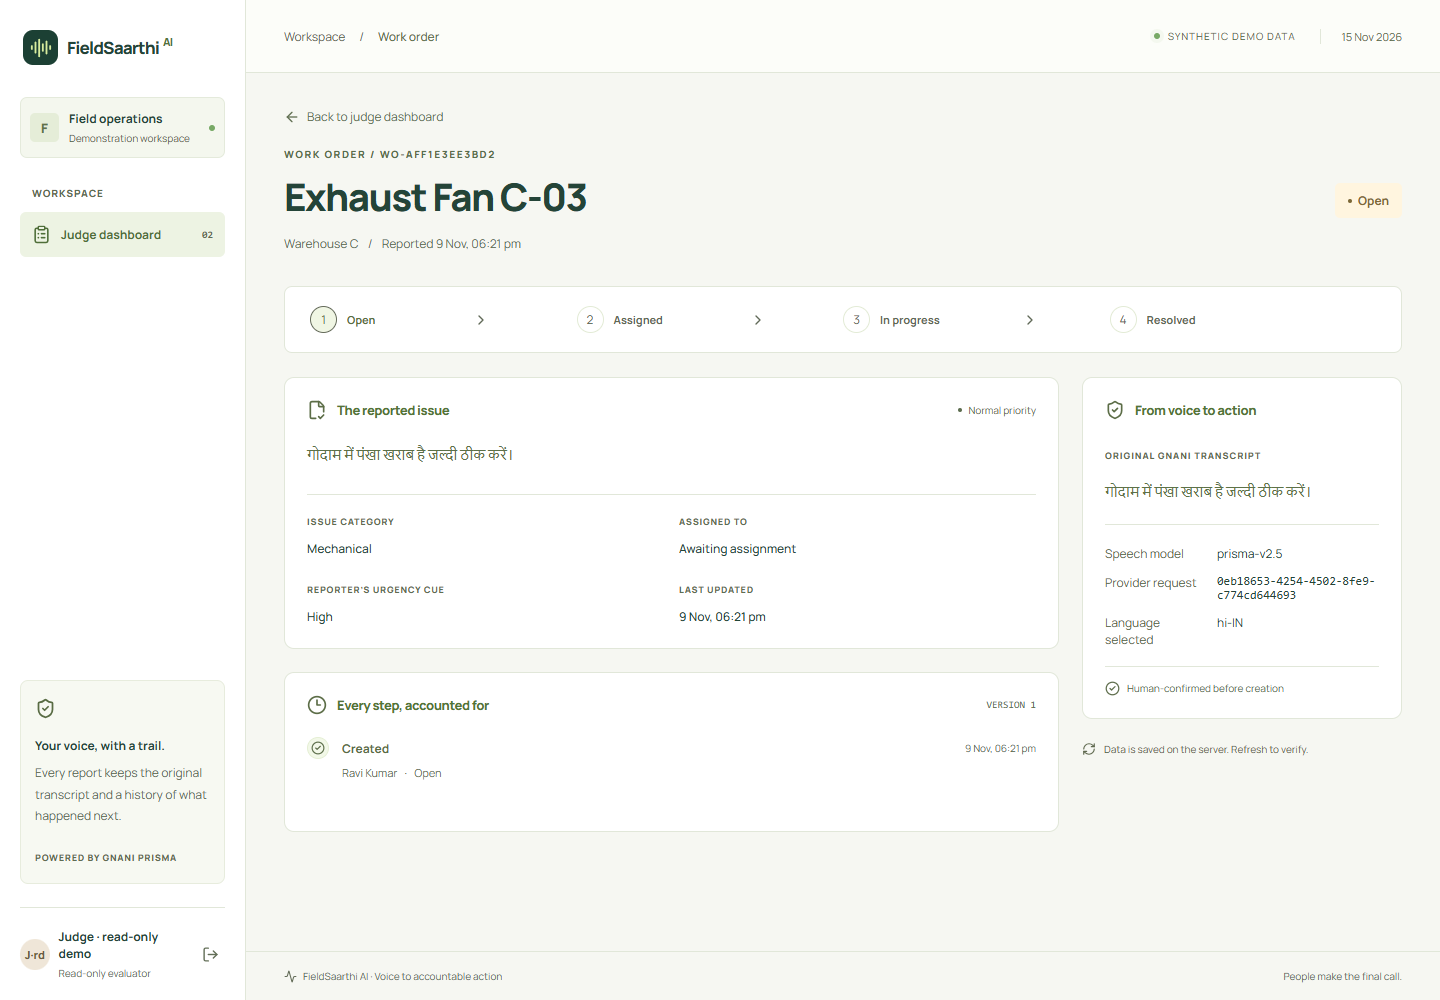 FieldSaarthi AI
Field operations
Demonstration workspace
F
WORKSPACE
Judge dashboard 02
Your voice, with a trail.
Every report keeps the original
transcript and a history of what
happened next.
POWERED BY GNANI PRISMA
J·rd
Judge · read-only
demo
Read-only evaluator
Workspace / Work order
SYNTHETIC DEMO DATA
15 Nov 2026
Back to judge dashboard
WORK ORDER / WO-AFF1E3EE3BD2
Exhaust Fan C-03
Open
Warehouse C / Reported 9 Nov, 06:21 pm
1 Open
2 Assigned
3 In progress
4 Resolved
The reported issue
Normal priority
गोदाम में पंखा खराब है जल्दी ठीक करें।
ISSUE CATEGORY
Mechanical
ASSIGNED TO
Awaiting assignment
REPORTER'S URGENCY CUE
High
LAST UPDATED
9 Nov, 06:21 pm
Every step, accounted for
VERSION 1
Created
9 Nov, 06:21 pm
Ravi Kumar · Open
From voice to action
ORIGINAL GNANI TRANSCRIPT
गोदाम में पंखा खराब है जल्दी ठीक करें।
Speech model prisma-v2.5
Provider request 0eb18653-4254-4502-8fe9-
c774cd644693
Language hi-IN
selected
Human-confirmed before creation
Data is saved on the server. Refresh to verify.
FieldSaarthi AI · Voice to accountable action
People make the final call.